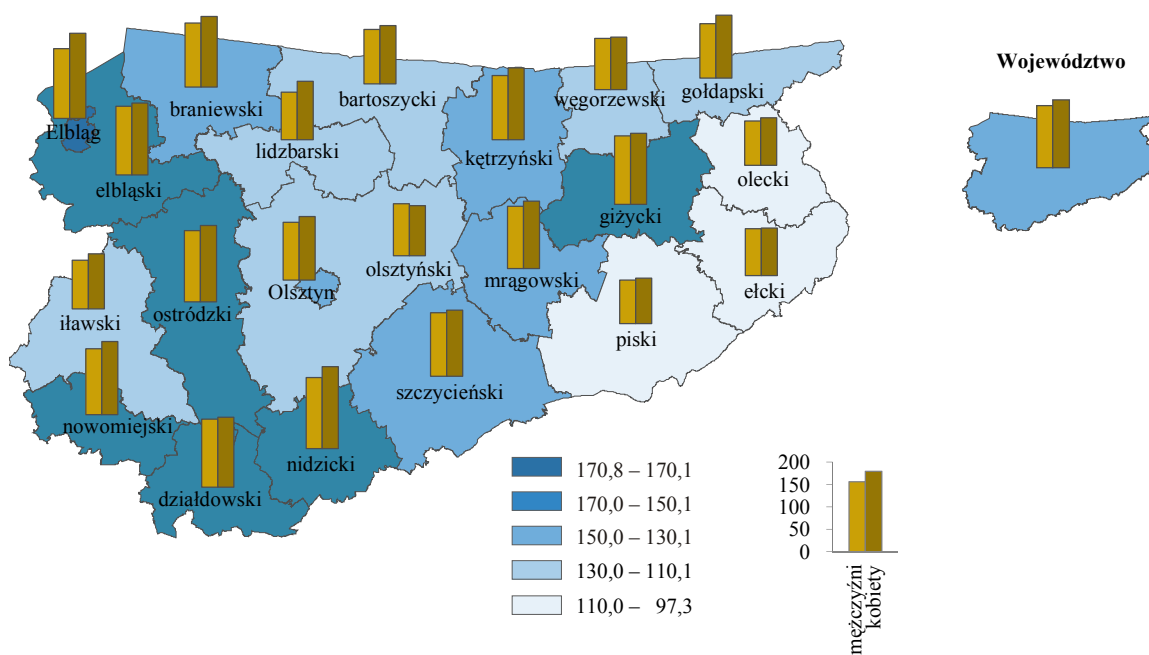 Województwo
braniewski
bartoszycki
węgorzewski
gołdapski
Elbląg
lidzbarski
kętrzyński
olecki
elbląski
giżycki
olsztyński
mrągowski
Olsztyn
ełcki
iławski
ostródzki
piski
szczycieński
nowomiejski
nidzicki
działdowski
170,8 – 170,1
170,0 – 150,1
150,0 – 130,1
130,0 – 110,1
110,0 – 97,3
200
150
100
50
0
mężczyźni
kobiety